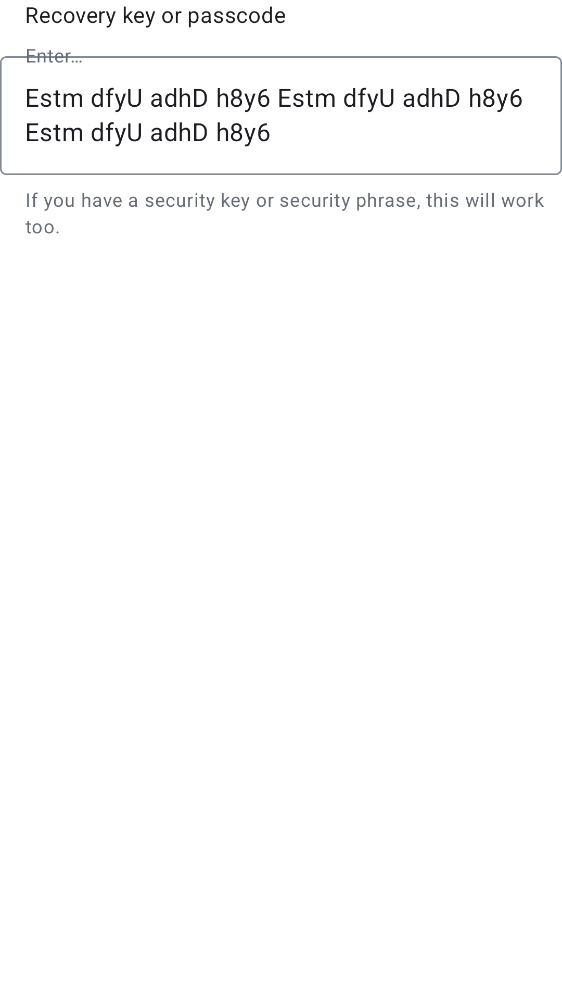 Recovery key or passcode
Enter…
Estm dfyU adhD h8y6 Estm dfyU adhD h8y6
Estm dfyU adhD h8y6
If you have a security key or security phrase, this will work
too.